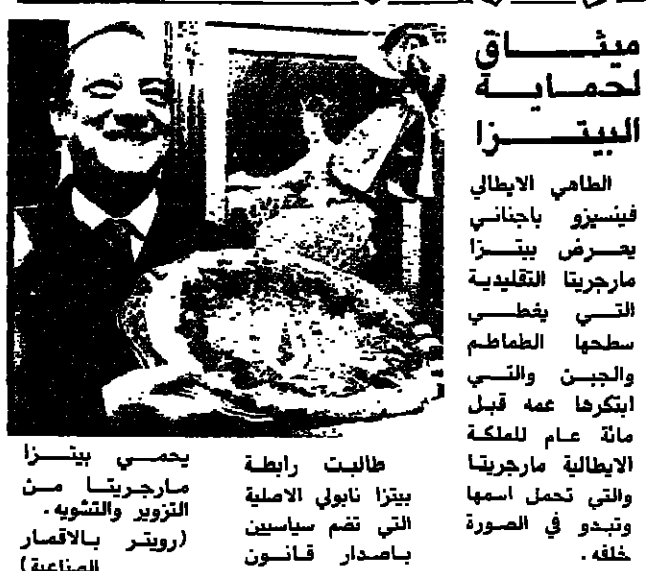 ميثاق
لحماية
البيتزا
الطاهي الايطالي
فينسيزو باجناني
يعرض بيتزا
مارجريتا التقليدية
التي يغطي
سطحها الطماطم
والجبن والتي
ابتكرها عمه قبل
مائة عام للملكة
الايطالية مارجريتا
والتي تحمل اسمها
وتبدو في الصورة
خلفه.
طالبت رابطة
بيتزا نابولي الاصلية
التي تضم سياسيين
باصدار قانون
يحمي بيتزا
مارجريتا من
التزوير والتشويه.
(رويتر بالاقمار
الصناعية)